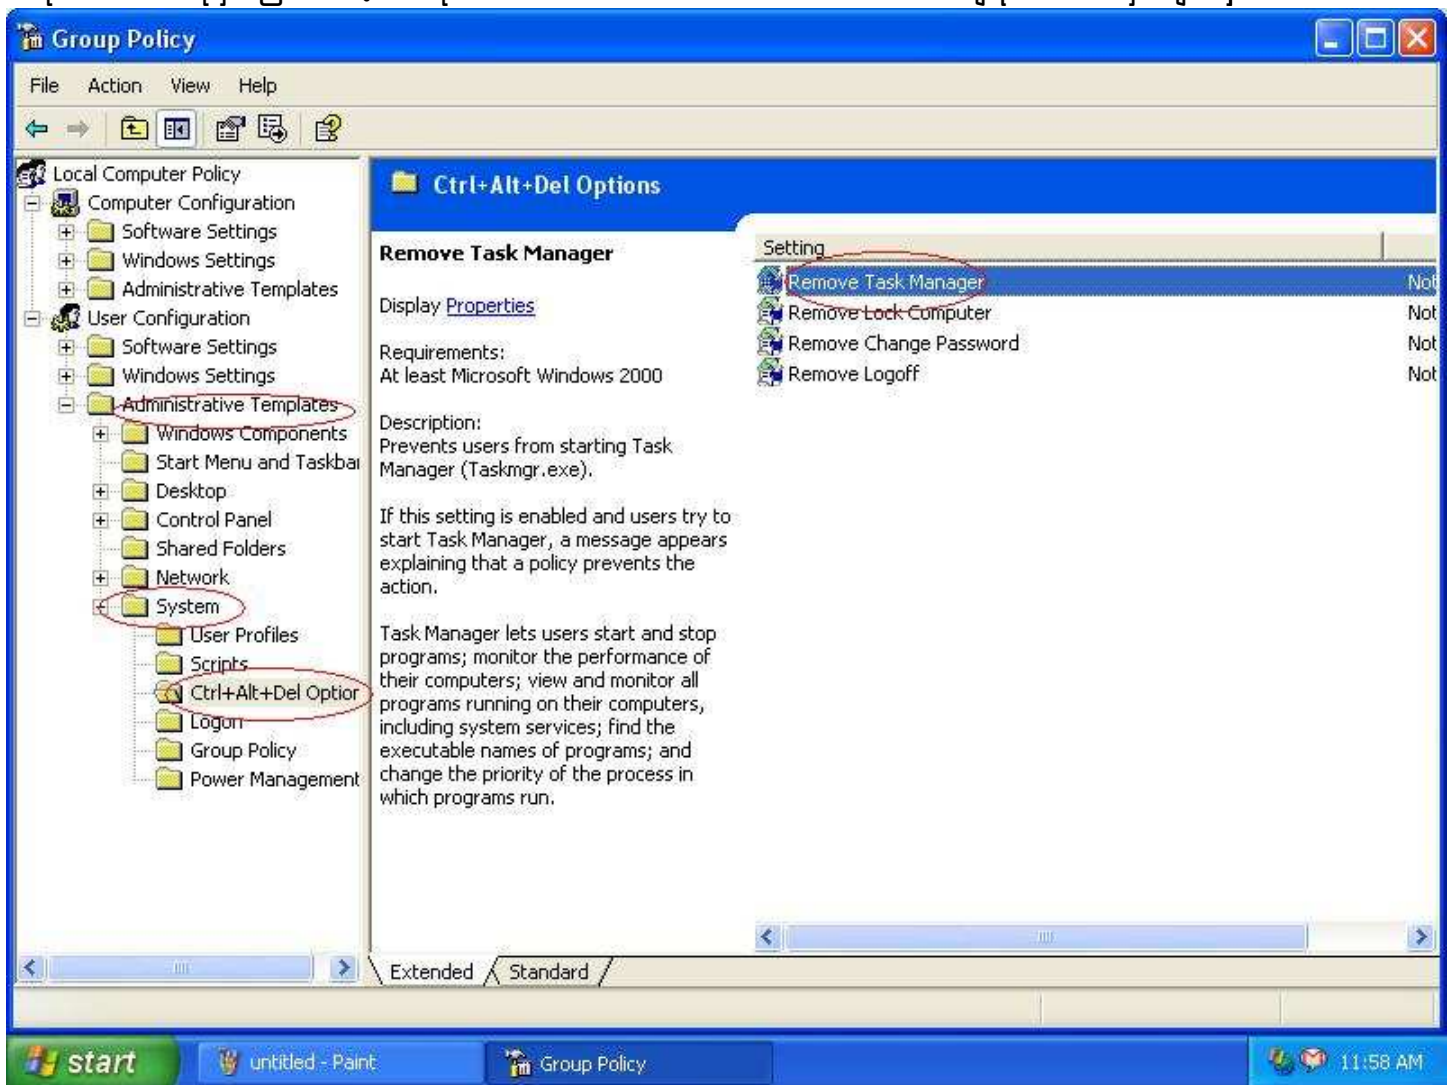 Group Policy
File Action View Help
Local Computer Policy
Computer Configuration
Software Settings
Windows Settings
Administrative Templates
User Configuration
Software Settings
Windows Settings
Administrative Templates
Windows Components
Start Menu and Taskbar
Desktop
Control Panel
Shared Folders
Network
System
User Profiles
Scripts
Ctrl+Alt+Del Option
Logon
Group Policy
Power Management
Ctrl+Alt+Del Options
Remove Task Manager
Display Properties
Requirements:
At least Microsoft Windows 2000
Description:
Prevents users from starting Task
Manager (Taskmgr.exe).
If this setting is enabled and users try to
start Task Manager, a message appears
explaining that a policy prevents the
action.
Task Manager lets users start and stop
programs; monitor the performance of
their computers; view and monitor all
programs running on their computers,
including system services; find the
executable names of programs; and
change the priority of the process in
which programs run.
Setting
Remove Task Manager Not
Remove Lock Computer Not
Remove Change Password Not
Remove Logoff Not
Extended Standard
start untitled - Paint Group Policy 11:58 AM